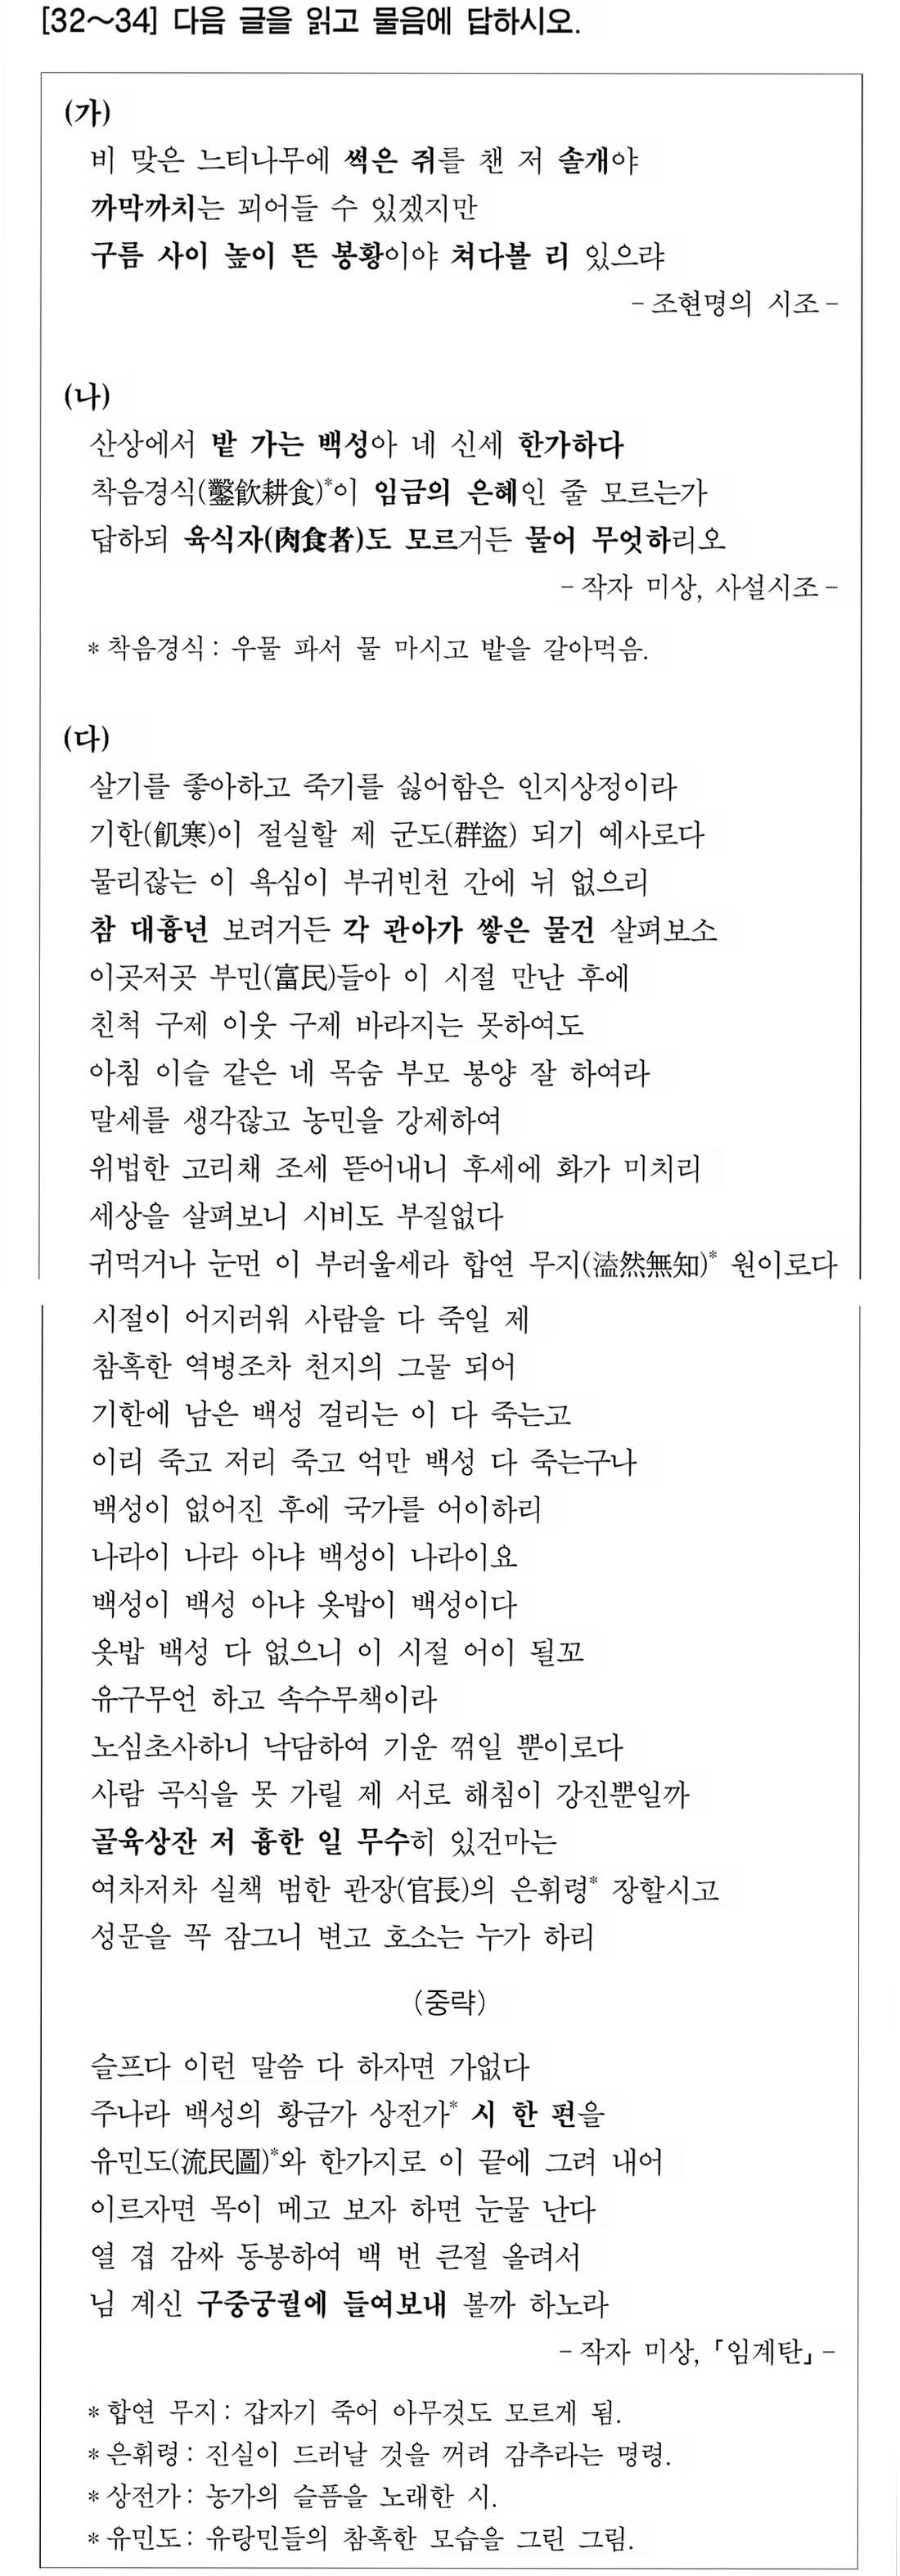 [32～34] 다음 글을 읽고 물음에 답하시오.
(가)
비 맞은 느티나무에 썩은 쥐를 챈 저 솔개야
까막까치는 꾀어들 수 있겠지만
구름 사이 높이 뜬 봉황이야 쳐다볼 리 있으랴
- 조현명의 시조 -
(나)
산상에서 밭 가는 백성아 네 신세 한가하다
착음경식(鑿飮耕食)*이 임금의 은혜인 줄 모르는가
답하되 육식자(肉食者)도 모르거든 물어 무엇하리오
- 작자 미상, 사설시조 -
* 착음경식 : 우물 파서 물 마시고 밭을 갈아먹음.
(다)
살기를 좋아하고 죽기를 싫어함은 인지상정이라
기한(飢寒)이 절실할 제 군도(群盜) 되기 예사로다
물리잖는 이 욕심이 부귀빈천 간에 뉘 없으리
참 대흉년 보려거든 각 관아가 쌓은 물건 살펴보소
이곳저곳 부민(富民)들아 이 시절 만난 후에
친척 구제 이웃 구제 바라지는 못하여도
아침 이슬 같은 네 목숨 부모 봉양 잘 하여라
말세를 생각잖고 농민을 강제하여
위법한 고리채 조세 뜯어내니 후세에 화가 미치리
세상을 살펴보니 시비도 부질없다
귀먹거나 눈먼 이 부러울세라 합연 무지(溘然無知)* 원이로다
시절이 어지러워 사람을 다 죽일 제
참혹한 역병조차 천지의 그물 되어
기한에 남은 백성 걸리는 이 다 죽는고
이리 죽고 저리 죽고 억만 백성 다 죽는구나
백성이 없어진 후에 국가를 어이하리
나라이 나라 아냐 백성이 나라이요
백성이 백성 아냐 옷밥이 백성이다
옷밥 백성 다 없으니 이 시절 어이 될꼬
유구무언 하고 속수무책이라
노심초사하니 낙담하여 기운 꺾일 뿐이로다
사람 곡식을 못 가릴 제 서로 해침이 강진뿐일까
골육상잔 저 흉한 일 무수히 있건마는
여차저차 실책 범한 관장(官長)의 은휘령* 장할시고
성문을 꼭 잠그니 변고 호소는 누가 하리
(중략)
슬프다 이런 말씀 다 하자면 가없다
주나라 백성의 황금가 상전가* 시 한 편을
유민도(流民圖)*와 한가지로 이 끝에 그려 내어
이르자면 목이 메고 보자 하면 눈물 난다
열 겹 감싸 동봉하여 백 번 큰절 올려서
님 계신 구중궁궐에 들여보내 볼까 하노라
- 작자 미상, 「임계탄」 -
* 합연 무지 : 갑자기 죽어 아무것도 모르게 됨.
* 은휘령 : 진실이 드러날 것을 꺼려 감추라는 명령.
* 상전가 : 농가의 슬픔을 노래한 시.
* 유민도 : 유랑민들의 참혹한 모습을 그린 그림.